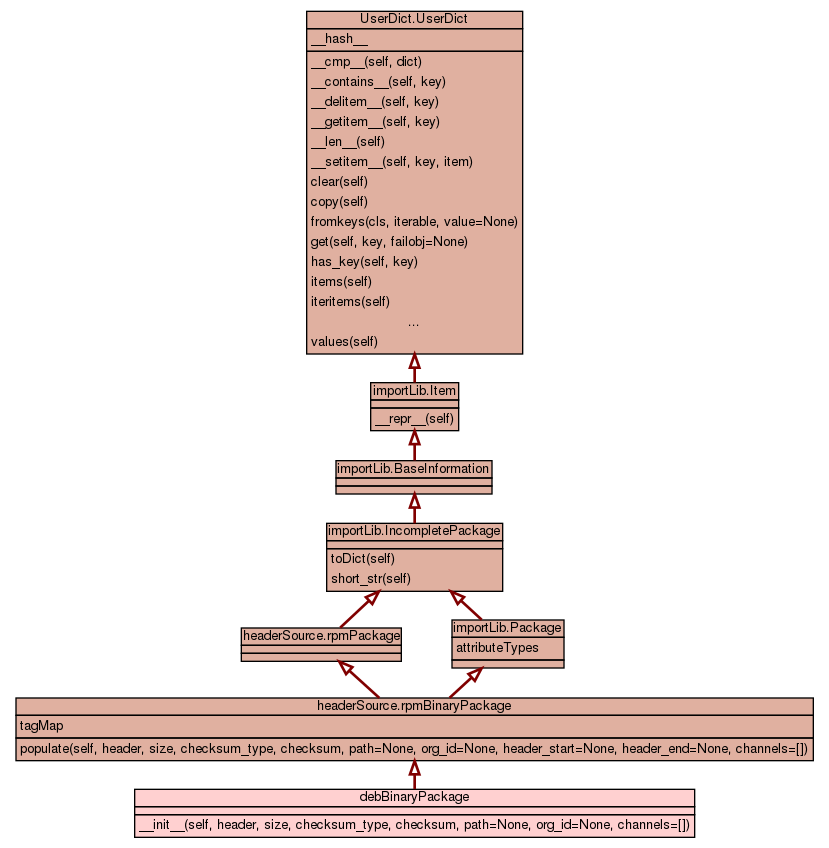 UserDict.UserDict
__hash__
__cmp__(self, dict)
__contains__(self, key)
__delitem__(self, key)
__getitem__(self, key)
__len__(self)
__setitem__(self, key, item)
clear(self)
copy(self)
fromkeys(cls, iterable, value=None)
get(self, key, failobj=None)
has_key(self, key)
items(self)
iteritems(self)
...
values(self)
importLib.Item
__repr__(self)
importLib.BaseInformation
importLib.IncompletePackage
toDict(self)
short_str(self)
headerSource.rpmPackage
importLib.Package
attributeTypes
headerSource.rpmBinaryPackage
tagMap
populate(self, header, size, checksum_type, checksum, path=None, org_id=None, header_start=None, header_end=None, channels=[])
debBinaryPackage
__init__(self, header, size, checksum_type, checksum, path=None, org_id=None, channels=[])